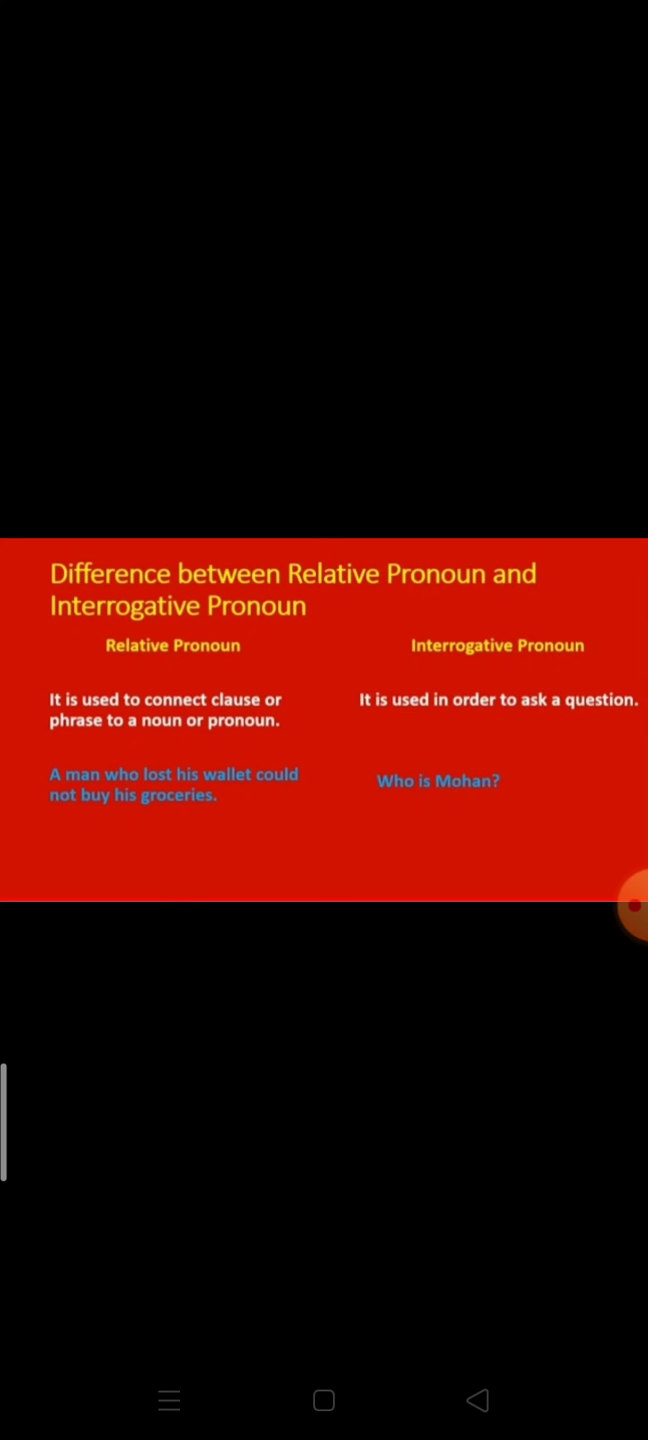 Difference between Relative Pronoun and
Interrogative Pronoun
Relative Pronoun
Interrogative Pronoun
It is used to connect clause or
phrase to a noun or pronoun.
It is used in order to ask a question.
A man who lost his wallet could
not buy his groceries.
Who is Mohan?